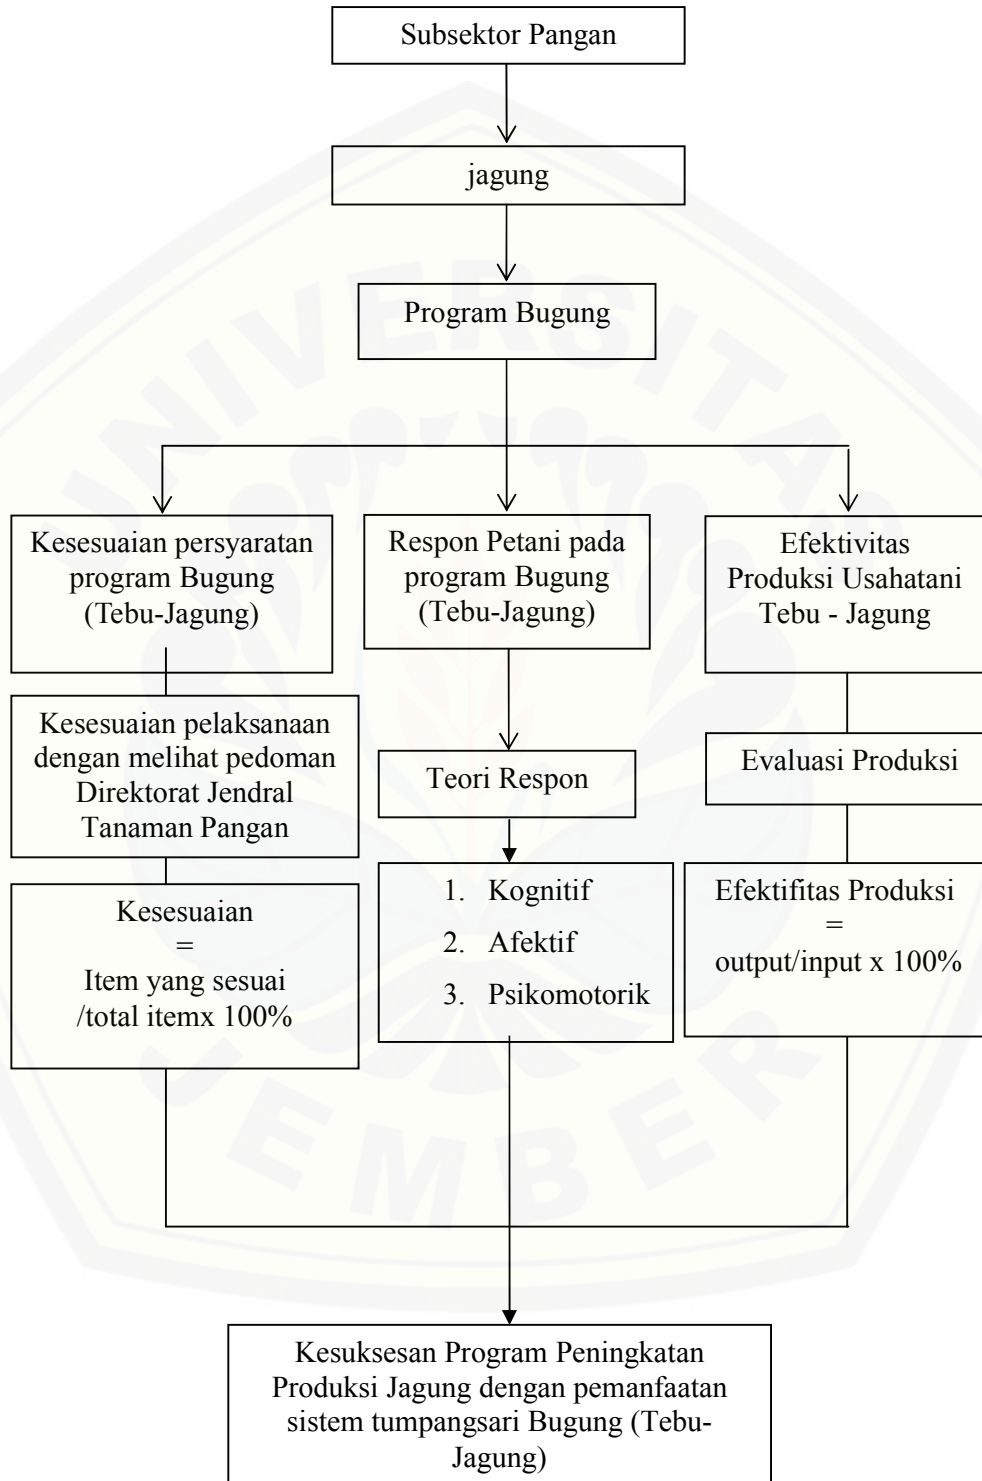 Subsektor Pangan
jagung
Program Bugung
Kesesuaian persyaratan
program Bugung
(Tebu-Jagung)
Respon Petani pada
program Bugung
(Tebu-Jagung)
Efektivitas
Produksi Usahatani
Tebu - Jagung
Kesesuaian pelaksanaan
dengan melihat pedoman
Direktorat Jendral
Tanaman Pangan
Teori Respon
Evaluasi Produksi
Kesesuaian
=
Item yang sesuai
/total itemx 100%
1. Kognitif
2. Afektif
3. Psikomotorik
Efektifitas Produksi
=
output/input x 100%
Kesuksesan Program Peningkatan
Produksi Jagung dengan pemanfaatan
sistem tumpangsari Bugung (Tebu-
Jagung)
UNIVERSITAS
JEMBER